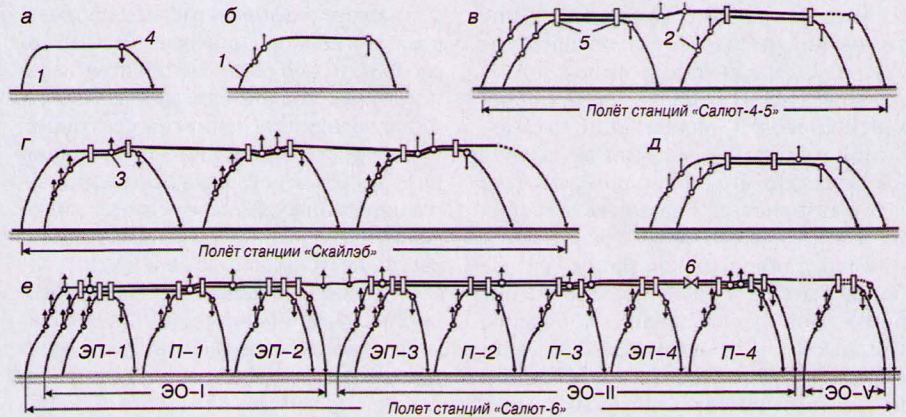 а
4
1
б
1
в
5
2
Полёт станций «Салют-4-5»
г
3
Полёт станции «Скайлэб»
д
е
6
ЭП–1
П–1
ЭП–2
ЭП–3
П–2
П–3
ЭП–4
П–4
ЭО–I
ЭО–II
ЭО–V
Полет станций «Салют-6»